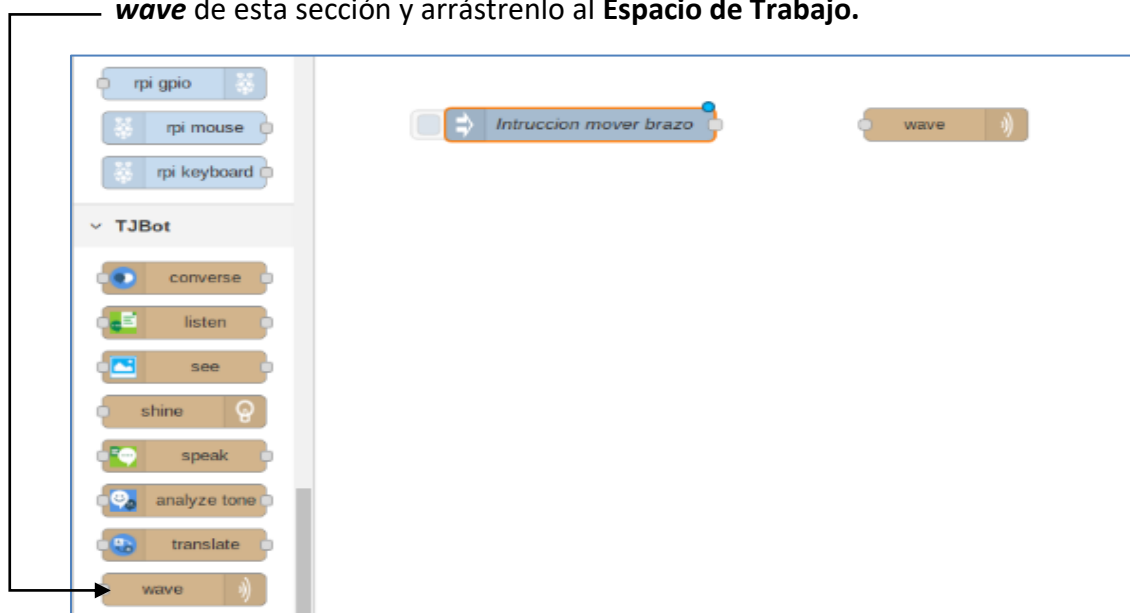 wave de esta sección y arrástrenlo al Espacio de Trabajo.
rpi gpio
Intruccion mover brazo
wave
rpi mouse
rpi keyboard
TJBot
converse
listen
see
shine
speak
analyze tone
translate
wave